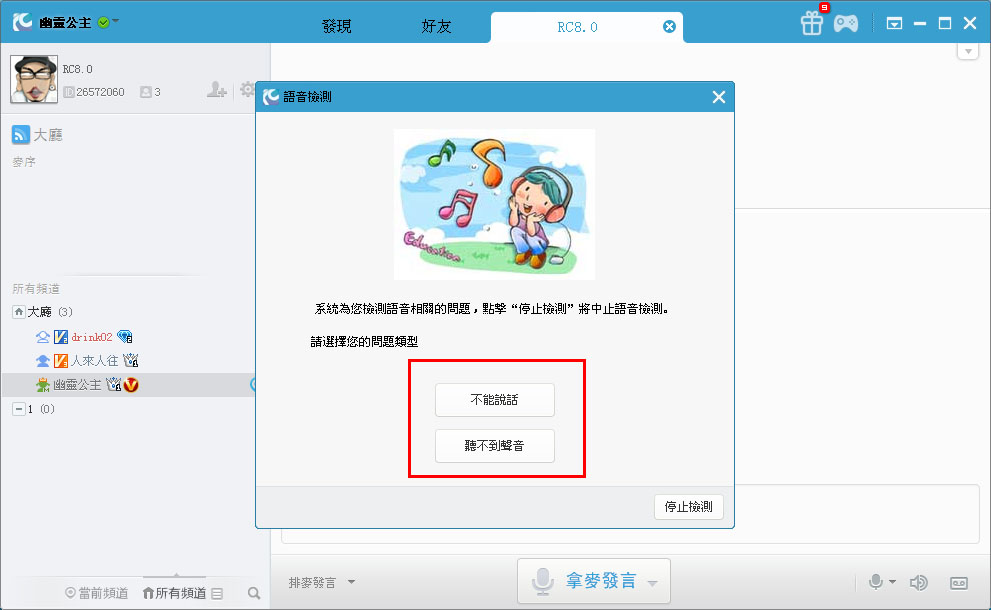 幽靈公主
發現
好友
RC8.0
9
RC8.0
ID 26572060
3
大廳
麥序
所有頻道
大廳 (3)
drink02
人來人往
幽靈公主
1 (0)
當前頻道
所有頻道
語音檢測
Education
系統為您檢測語音相關的問題，點擊“停止檢測”將中止語音檢測。
請選擇您的問題類型
不能說話
聽不到聲音
停止檢測
排麥發言
拿麥發言